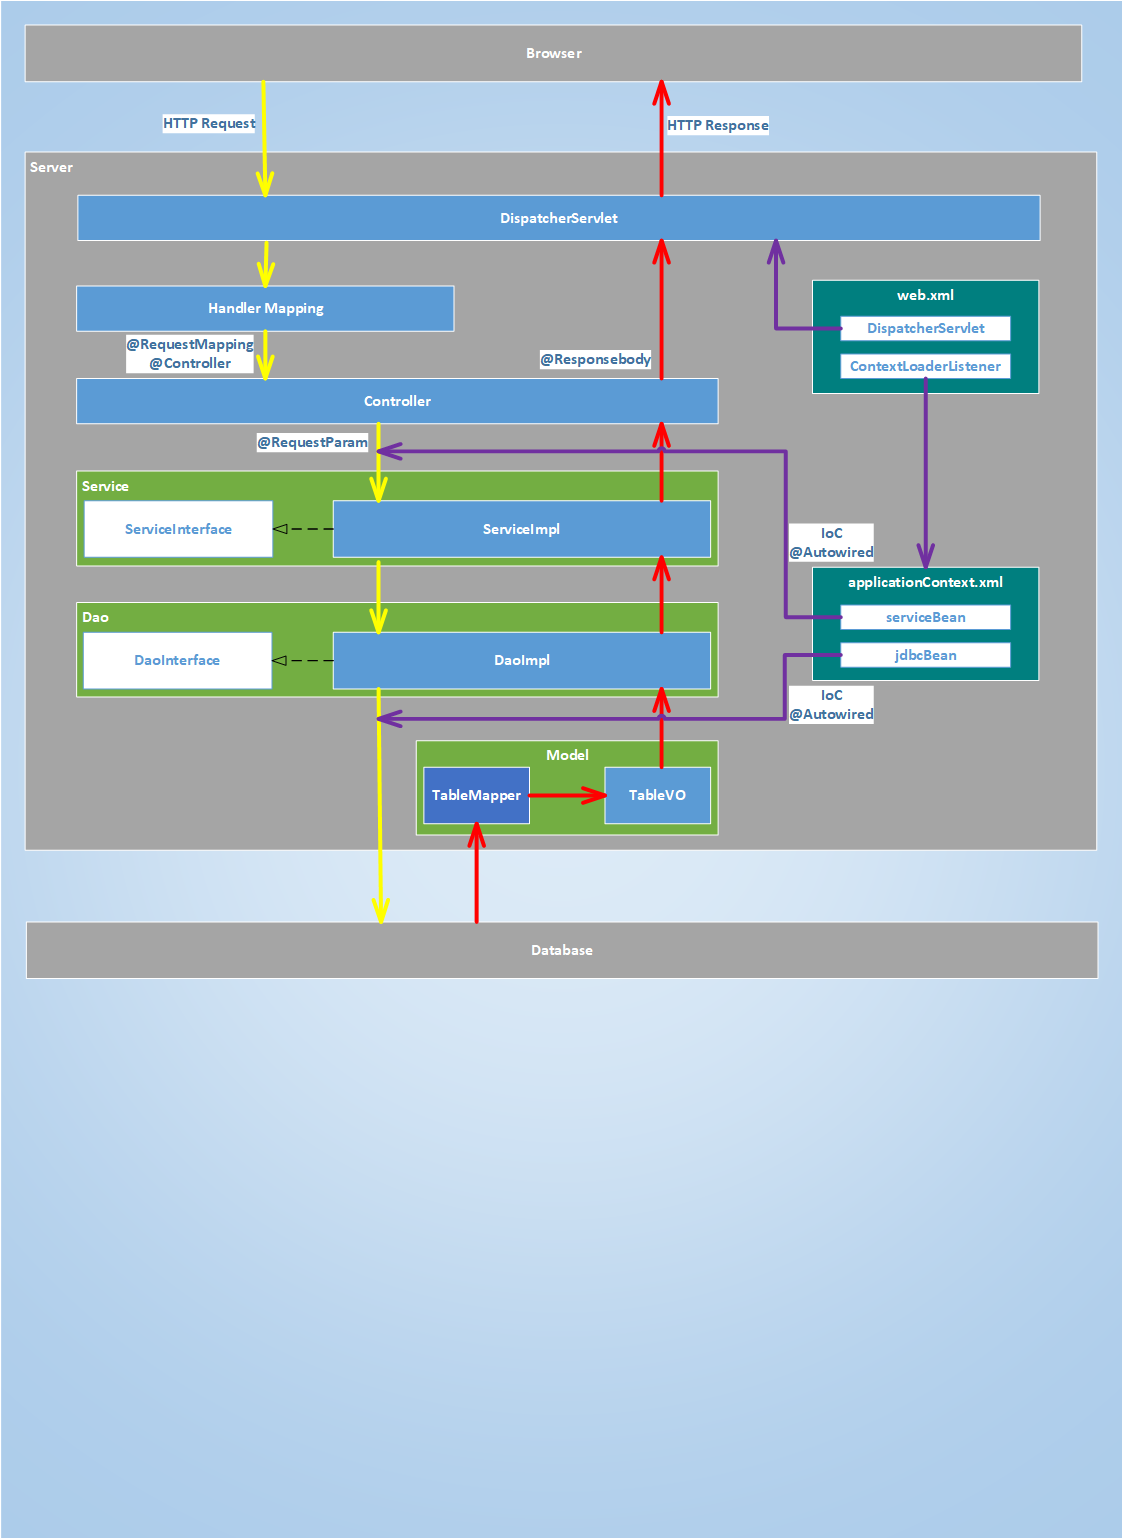 Browser
HTTP Request
HTTP Response
Server
DispatcherServlet
Handler Mapping
web.xml
DispatcherServlet
ContextLoaderListener
@RequestMapping
@Controller
@Responsebody
Controller
@RequestParam
Service
ServiceInterface
ServiceImpl
IoC
@Autowired
applicationContext.xml
serviceBean
jdbcBean
Dao
DaoInterface
DaoImpl
IoC
@Autowired
Model
TableMapper
TableVO
Database